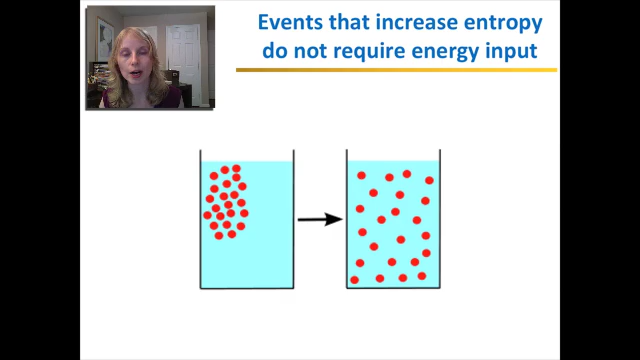 Events that increase entropy
do not require energy input